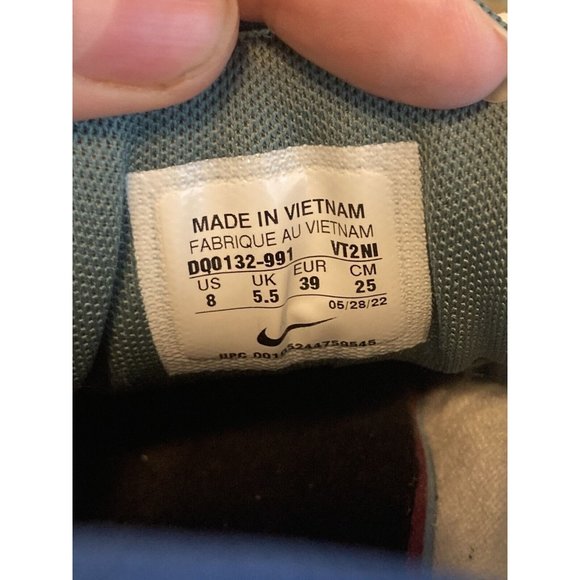 MADE IN VIETNAM
FABRIQUE AU VIETNAM
DQ0132-991 VT2NI
US UK EUR CM
8 5.5 39 25
05/28/22
UPC